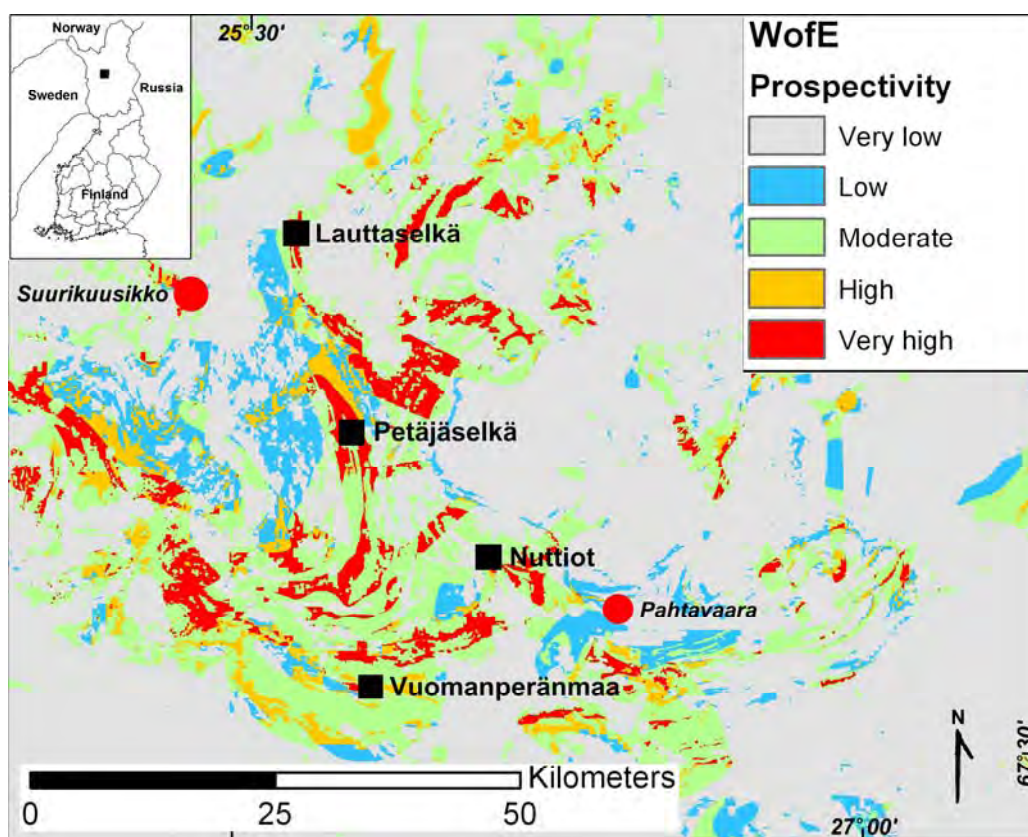 Norway
Sweden
Russia
Finland
25°30'
WofE
Prospectivity
Very low
Low
Moderate
High
Very high
Lauttaselkä
Suurikuusikko
Petäjäselkä
Nuttiot
Pahtavaara
Vuomanperänmaa
N
67°30'
Kilometers
0 25 50
27°00'